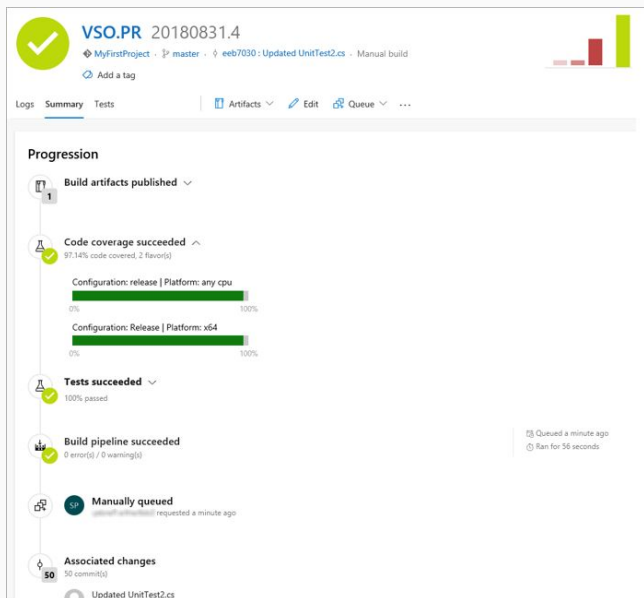 VSO.PR 20180831.4
MyFirstProject · master · eeb7030 : Updated UnitTest2.cs · Manual build
Add a tag
Logs Summary Tests Artifacts Edit Queue ...
Progression
Build artifacts published
1
Code coverage succeeded
97.14% code covered, 2 flavor(s)
Configuration: release | Platform: any cpu
0% 100%
Configuration: Release | Platform: x64
0% 100%
Tests succeeded
100% passed
Build pipeline succeeded
0 error(s) / 0 warning(s)
Queued a minute ago
Ran for 56 seconds
SP
Manually queued
requested a minute ago
Associated changes
50
50 commit(s)
Updated UnitTest2.cs